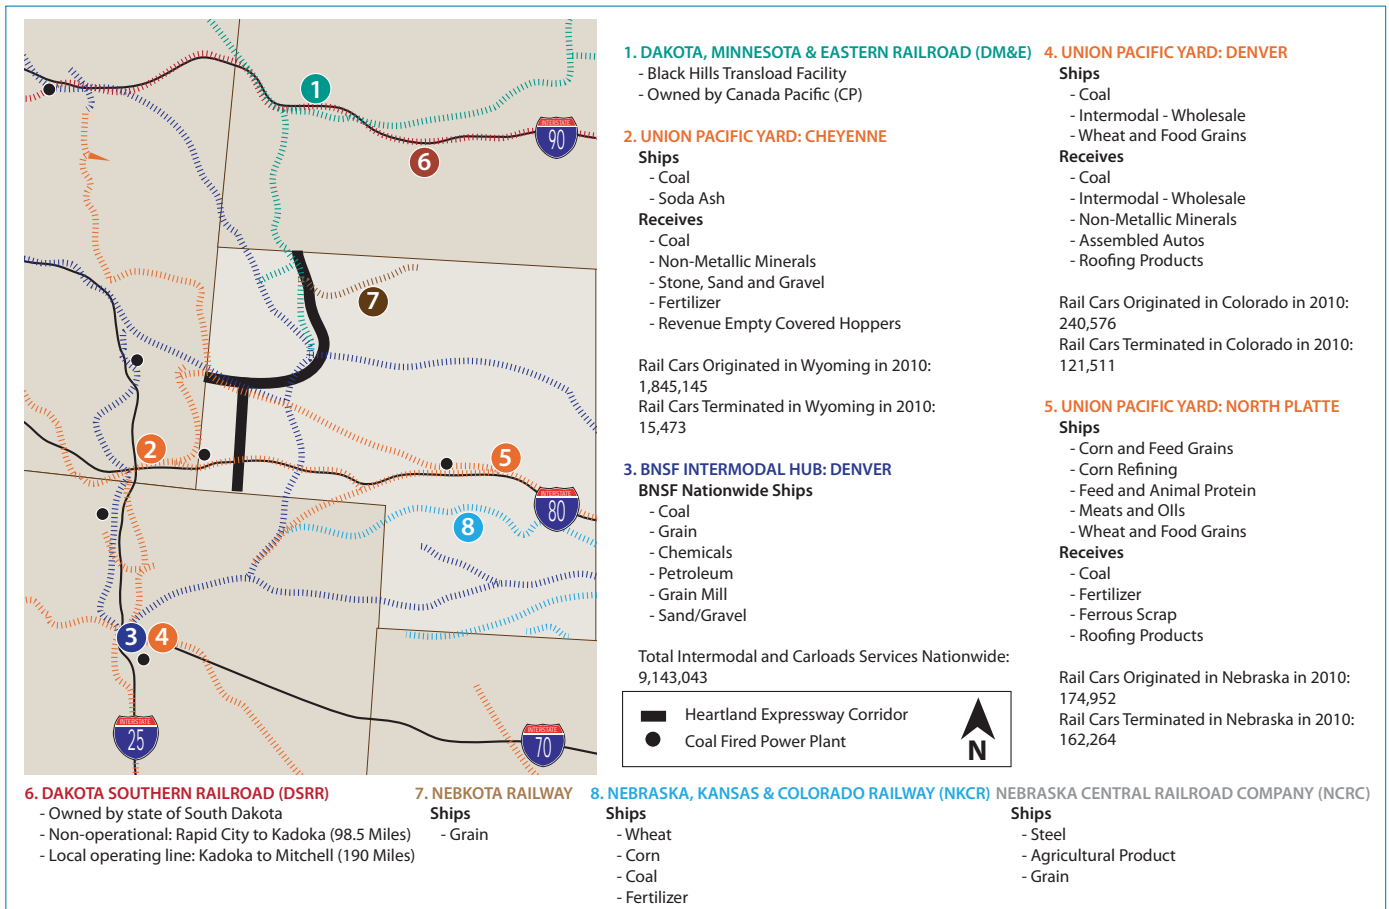 1
6
INTERSTATE
90
7
2
5
INTERSTATE
80
8
3
4
INTERSTATE
25
INTERSTATE
70
1. DAKOTA, MINNESOTA & EASTERN RAILROAD (DM&E)
- Black Hills Transload Facility
- Owned by Canada Pacific (CP)
2. UNION PACIFIC YARD: CHEYENNE
Ships
- Coal
- Soda Ash
Receives
- Coal
- Non-Metallic Minerals
- Stone, Sand and Gravel
- Fertilizer
- Revenue Empty Covered Hoppers
Rail Cars Originated in Wyoming in 2010:
1,845,145
Rail Cars Terminated in Wyoming in 2010:
15,473
3. BNSF INTERMODAL HUB: DENVER
BNSF Nationwide Ships
- Coal
- Grain
- Chemicals
- Petroleum
- Grain Mill
- Sand/Gravel
Total Intermodal and Carloads Services Nationwide:
9,143,043
Heartland Expressway Corridor
Coal Fired Power Plant
N
4. UNION PACIFIC YARD: DENVER
Ships
- Coal
- Intermodal - Wholesale
- Wheat and Food Grains
Receives
- Coal
- Intermodal - Wholesale
- Non-Metallic Minerals
- Assembled Autos
- Roofing Products
Rail Cars Originated in Colorado in 2010:
240,576
Rail Cars Terminated in Colorado in 2010:
121,511
5. UNION PACIFIC YARD: NORTH PLATTE
Ships
- Corn and Feed Grains
- Corn Refining
- Feed and Animal Protein
- Meats and OIls
- Wheat and Food Grains
Receives
- Coal
- Fertilizer
- Ferrous Scrap
- Roofing Products
Rail Cars Originated in Nebraska in 2010:
174,952
Rail Cars Terminated in Nebraska in 2010:
162,264
6. DAKOTA SOUTHERN RAILROAD (DSRR)
- Owned by state of South Dakota
- Non-operational: Rapid City to Kadoka (98.5 Miles)
- Local operating line: Kadoka to Mitchell (190 Miles)
7. NEBKOTA RAILWAY
Ships
- Grain
8. NEBRASKA, KANSAS & COLORADO RAILWAY (NKCR)
Ships
- Wheat
- Corn
- Coal
- Fertilizer
NEBRASKA CENTRAL RAILROAD COMPANY (NCRC)
Ships
- Steel
- Agricultural Product
- Grain